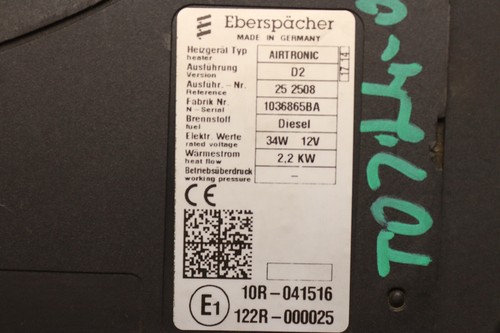 Eberspächer
MADE IN GERMANY
Heizgerät Typ AIRTRONIC
heater
Ausführung D2
Version
17 14
Ausführ. - Nr. 25 2508
Reference
Fabrik Nr. 1036865BA
N - Serial
Brennstoff Diesel
fuel
Elektr. Werte 34W 12V
rated voltage
Wärmestrom 2,2 KW
heat flow
Betriebsüberdruck –
working pressure
CE
E1
10R -041516
122R -000025